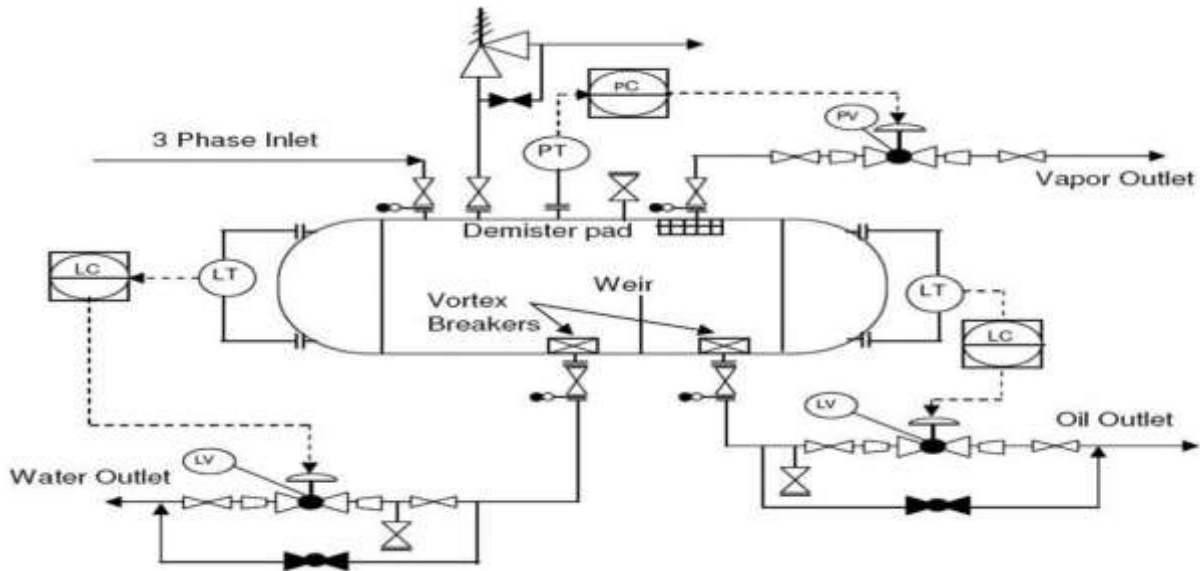 PC
PV
3 Phase Inlet
PT
Vapor Outlet
Demister pad
LC
LT
Weir
LT
Vortex
Breakers
LC
LV
Oil Outlet
LV
Water Outlet